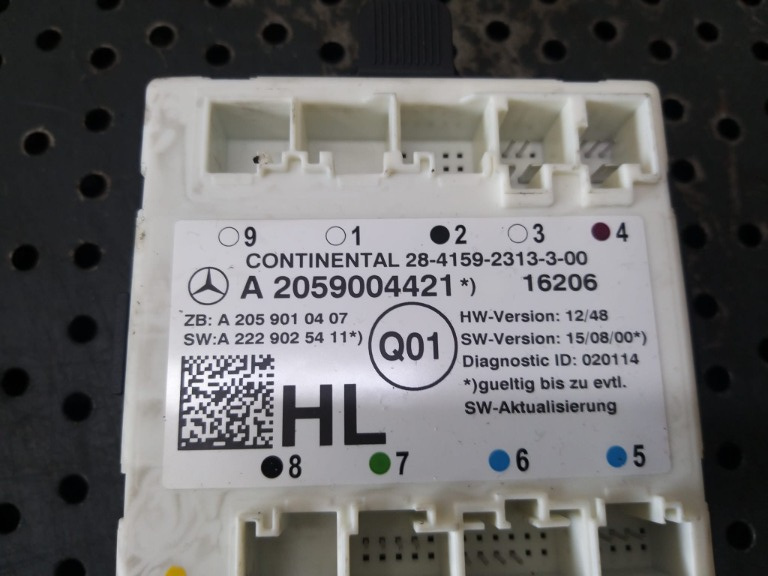 9 1 2 3 4
CONTINENTAL 28-4159-2313-3-00
A 2059004421*) 16206
ZB: A 205 901 04 07
SW:A 222 902 54 11*)
Q01
HW-Version: 12/48
SW-Version: 15/08/00*)
Diagnostic ID: 020114
*)gueltig bis zu evtl.
SW-Aktualisierung
HL
8 7 6 5